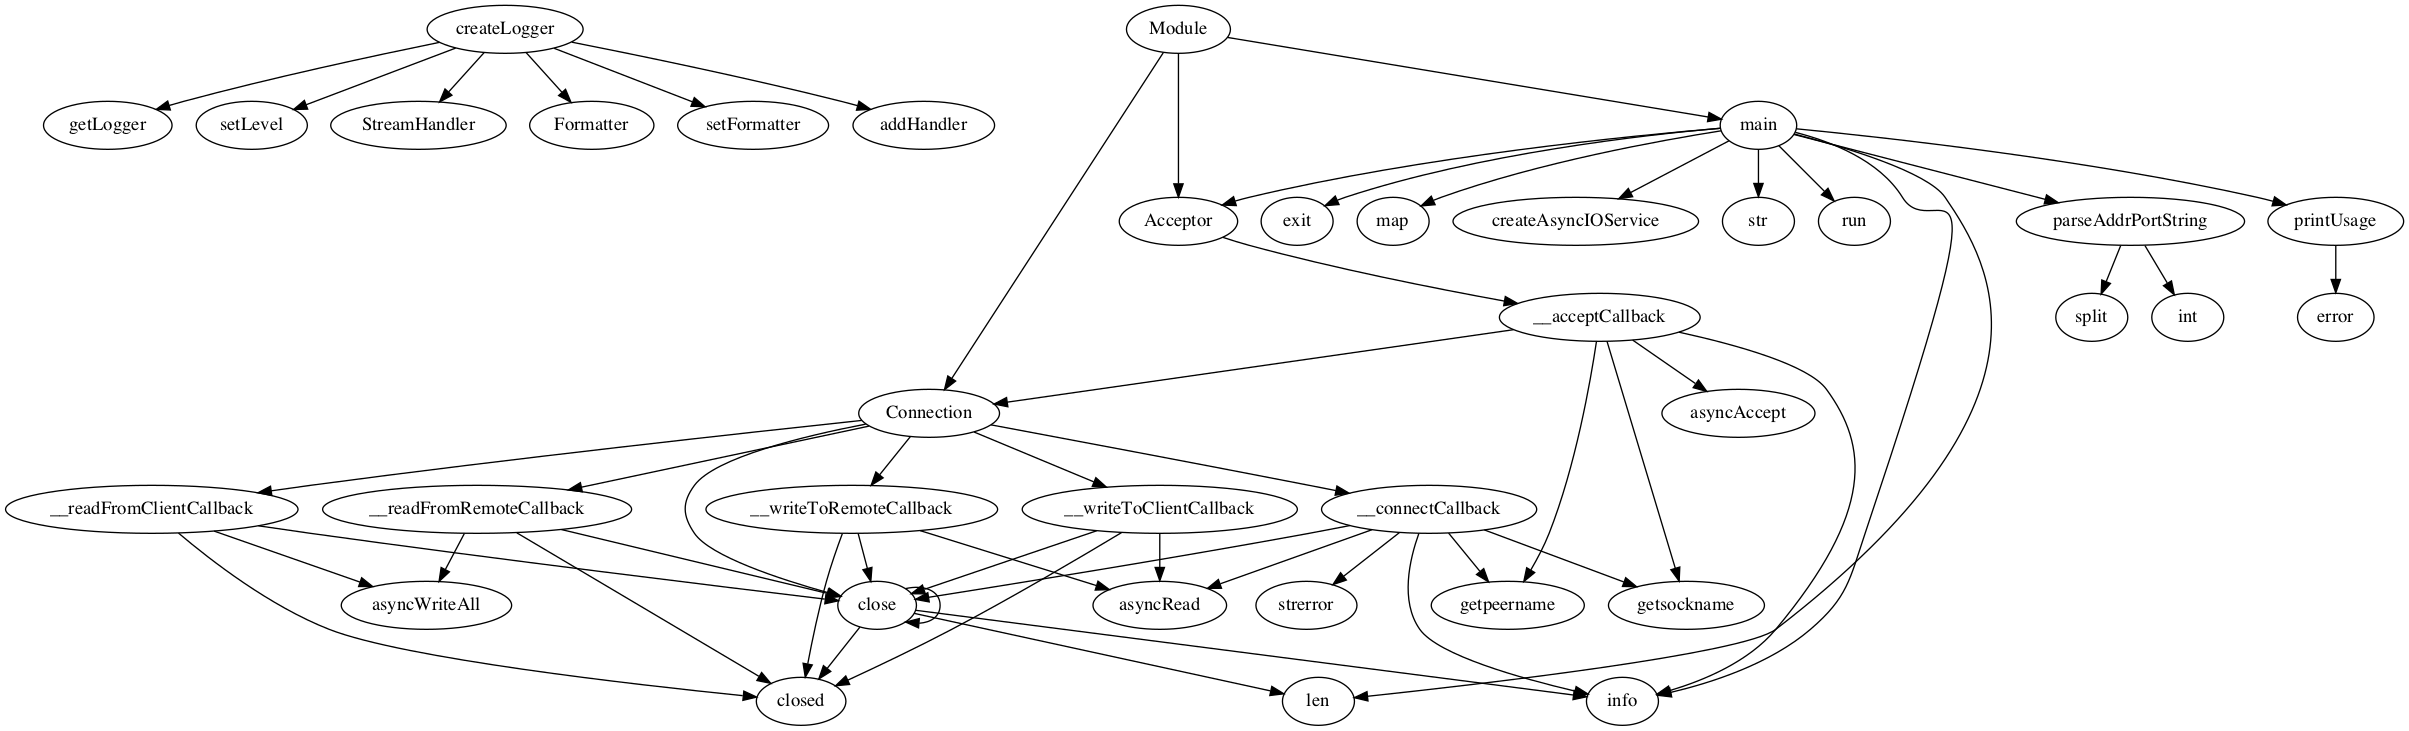 createLogger
Module
getLogger
setLevel
StreamHandler
Formatter
setFormatter
addHandler
main
Acceptor
exit
map
createAsyncIOService
str
run
parseAddrPortString
printUsage
__acceptCallback
split
int
error
Connection
asyncAccept
__readFromClientCallback
__readFromRemoteCallback
__writeToRemoteCallback
__writeToClientCallback
__connectCallback
asyncWriteAll
close
asyncRead
strerror
getpeername
getsockname
closed
len
info